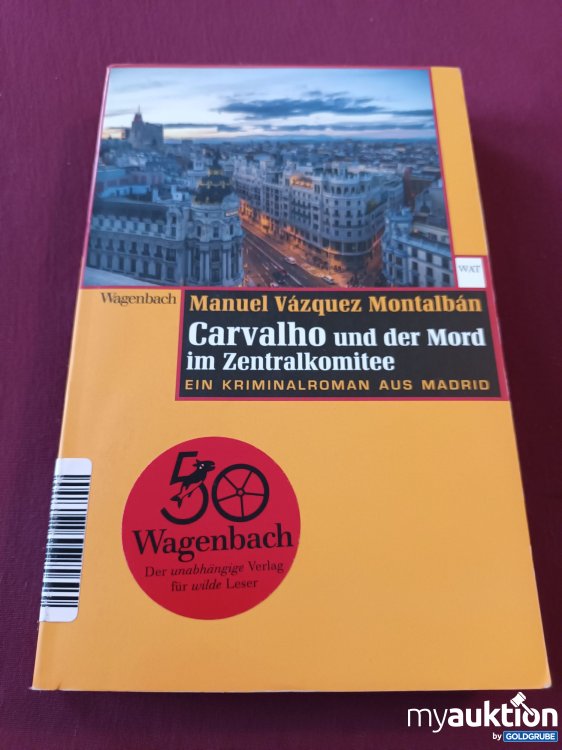 WAT
Wagenbach
Manuel Vázquez Montalbán
Carvalho und der Mord
im Zentralkomitee
EIN KRIMINALROMAN AUS MADRID
50
Wagenbach
Der unabhängige Verlag
für wilde Leser
myauktion
by GOLDGRUBE